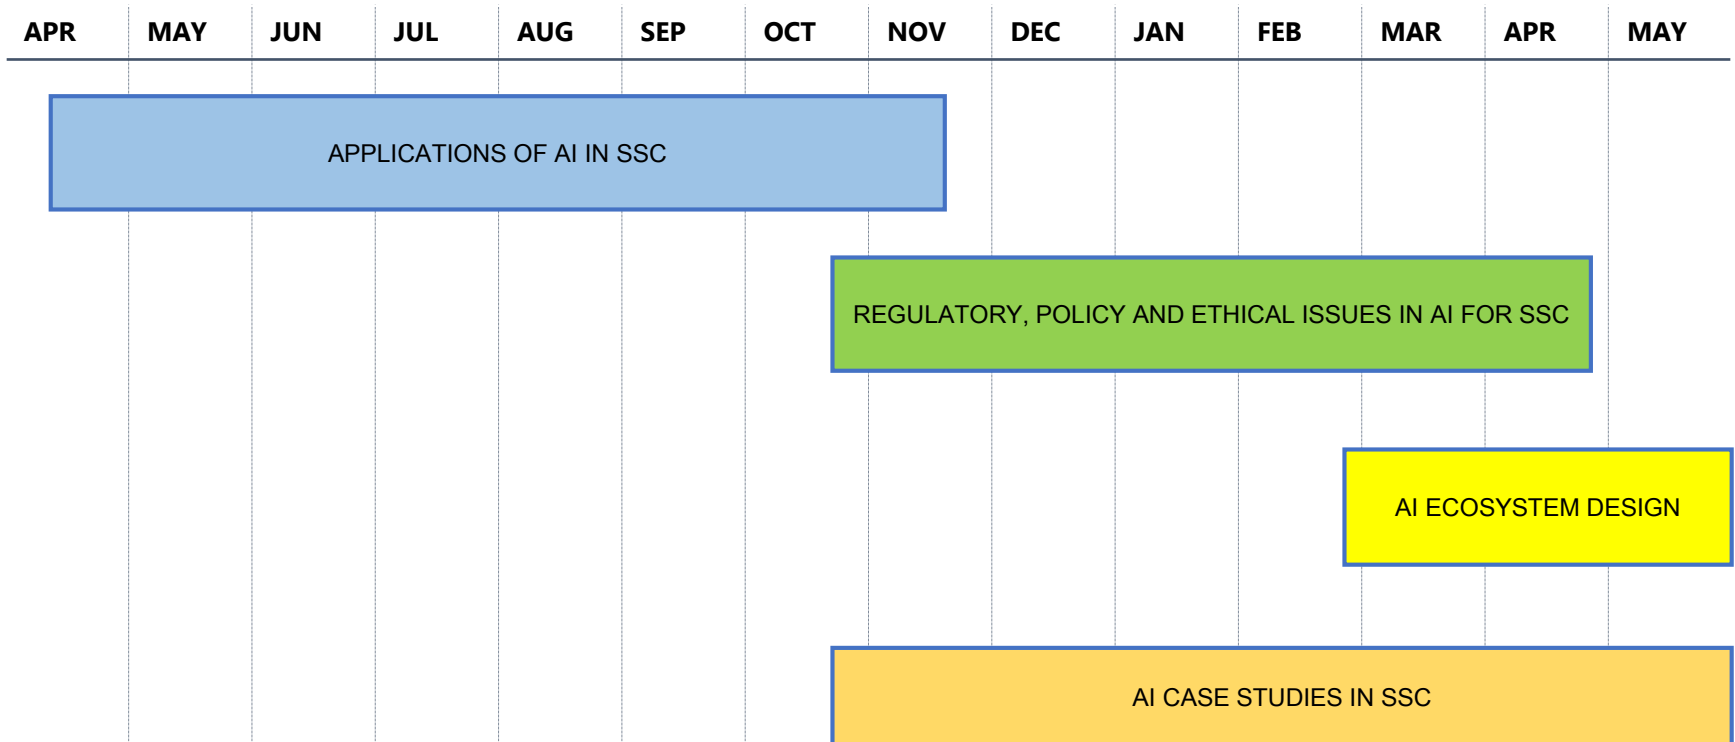 APR MAY JUN JUL AUG SEP OCT NOV DEC JAN FEB MAR APR MAY
APPLICATIONS OF AI IN SSC
REGULATORY, POLICY AND ETHICAL ISSUES IN AI FOR SSC
AI ECOSYSTEM DESIGN
AI CASE STUDIES IN SSC